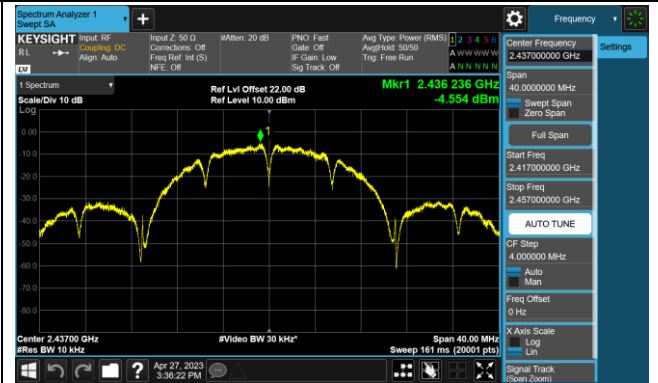 Spectrum Analyzer 1
Swept SA
Frequency
KEYSIGHT
RL
Input: RF
Coupling: DC
Align: Auto
Input Z: 50 Ω
Corrections: Off
Freq Ref: Int (S)
NFE: Off
#Atten: 20 dB
PNO: Fast
Gate: Off
IF Gain: Low
Sig Track: Off
Avg Type: Power (RMS)
Avg|Hold: 50/50
Trig: Free Run
1 2 3 4 5 6
A W W W W W
A N N N N N
Center Frequency
2.437000000 GHz
Settings
Span
40.0000000 MHz
Swept Span
Zero Span
Full Span
Start Freq
2.417000000 GHz
Stop Freq
2.457000000 GHz
AUTO TUNE
CF Step
4.000000 MHz
Auto
Man
Freq Offset
0 Hz
X Axis Scale
Log
Lin
Signal Track
(Span Zoom)
1 Spectrum
Scale/Div 10 dB
Ref Lvl Offset 22.00 dB
Ref Level 10.00 dBm
Mkr1 2.436 236 GHz
-4.554 dBm
Log
1
0.00
-10.0
-20.0
-30.0
-40.0
-50.0
-60.0
-70.0
-80.0
Center 2.43700 GHz
#Res BW 10 kHz
#Video BW 30 kHz*
Span 40.00 MHz
Sweep 161 ms (20001 pts)
?
Apr 27, 2023
3:36:22 PM